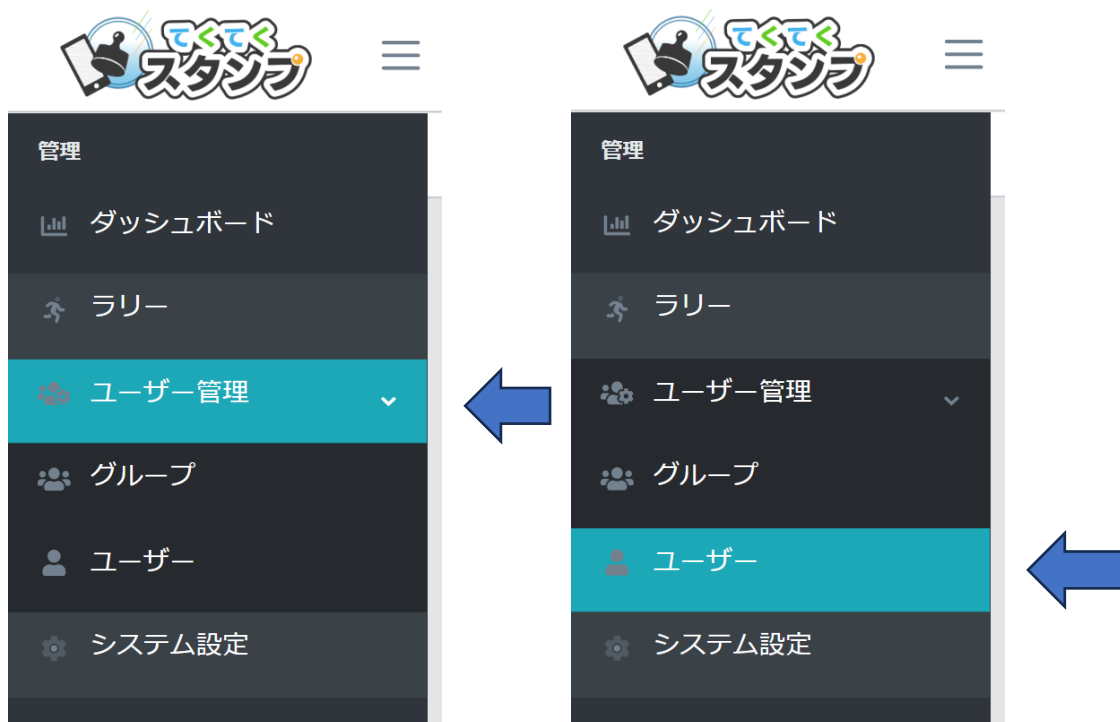 てくてく
スタンプ
管理
ダッシュボード
ラリー
ユーザー管理
グループ
ユーザー
システム設定
てくてく
スタンプ
管理
ダッシュボード
ラリー
ユーザー管理
グループ
ユーザー
システム設定